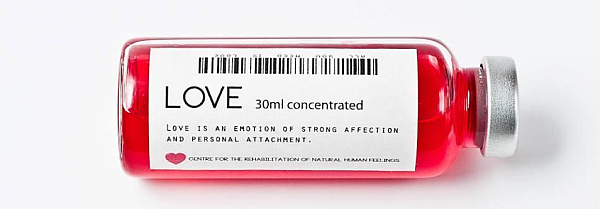 LOVE 30ml concentrated
LOVE IS AN EMOTION OF STRONG AFFECTION
AND PERSONAL ATTACHMENT.
CENTRE FOR THE REHABILITATION OF NATURAL HUMAN FEELINGS